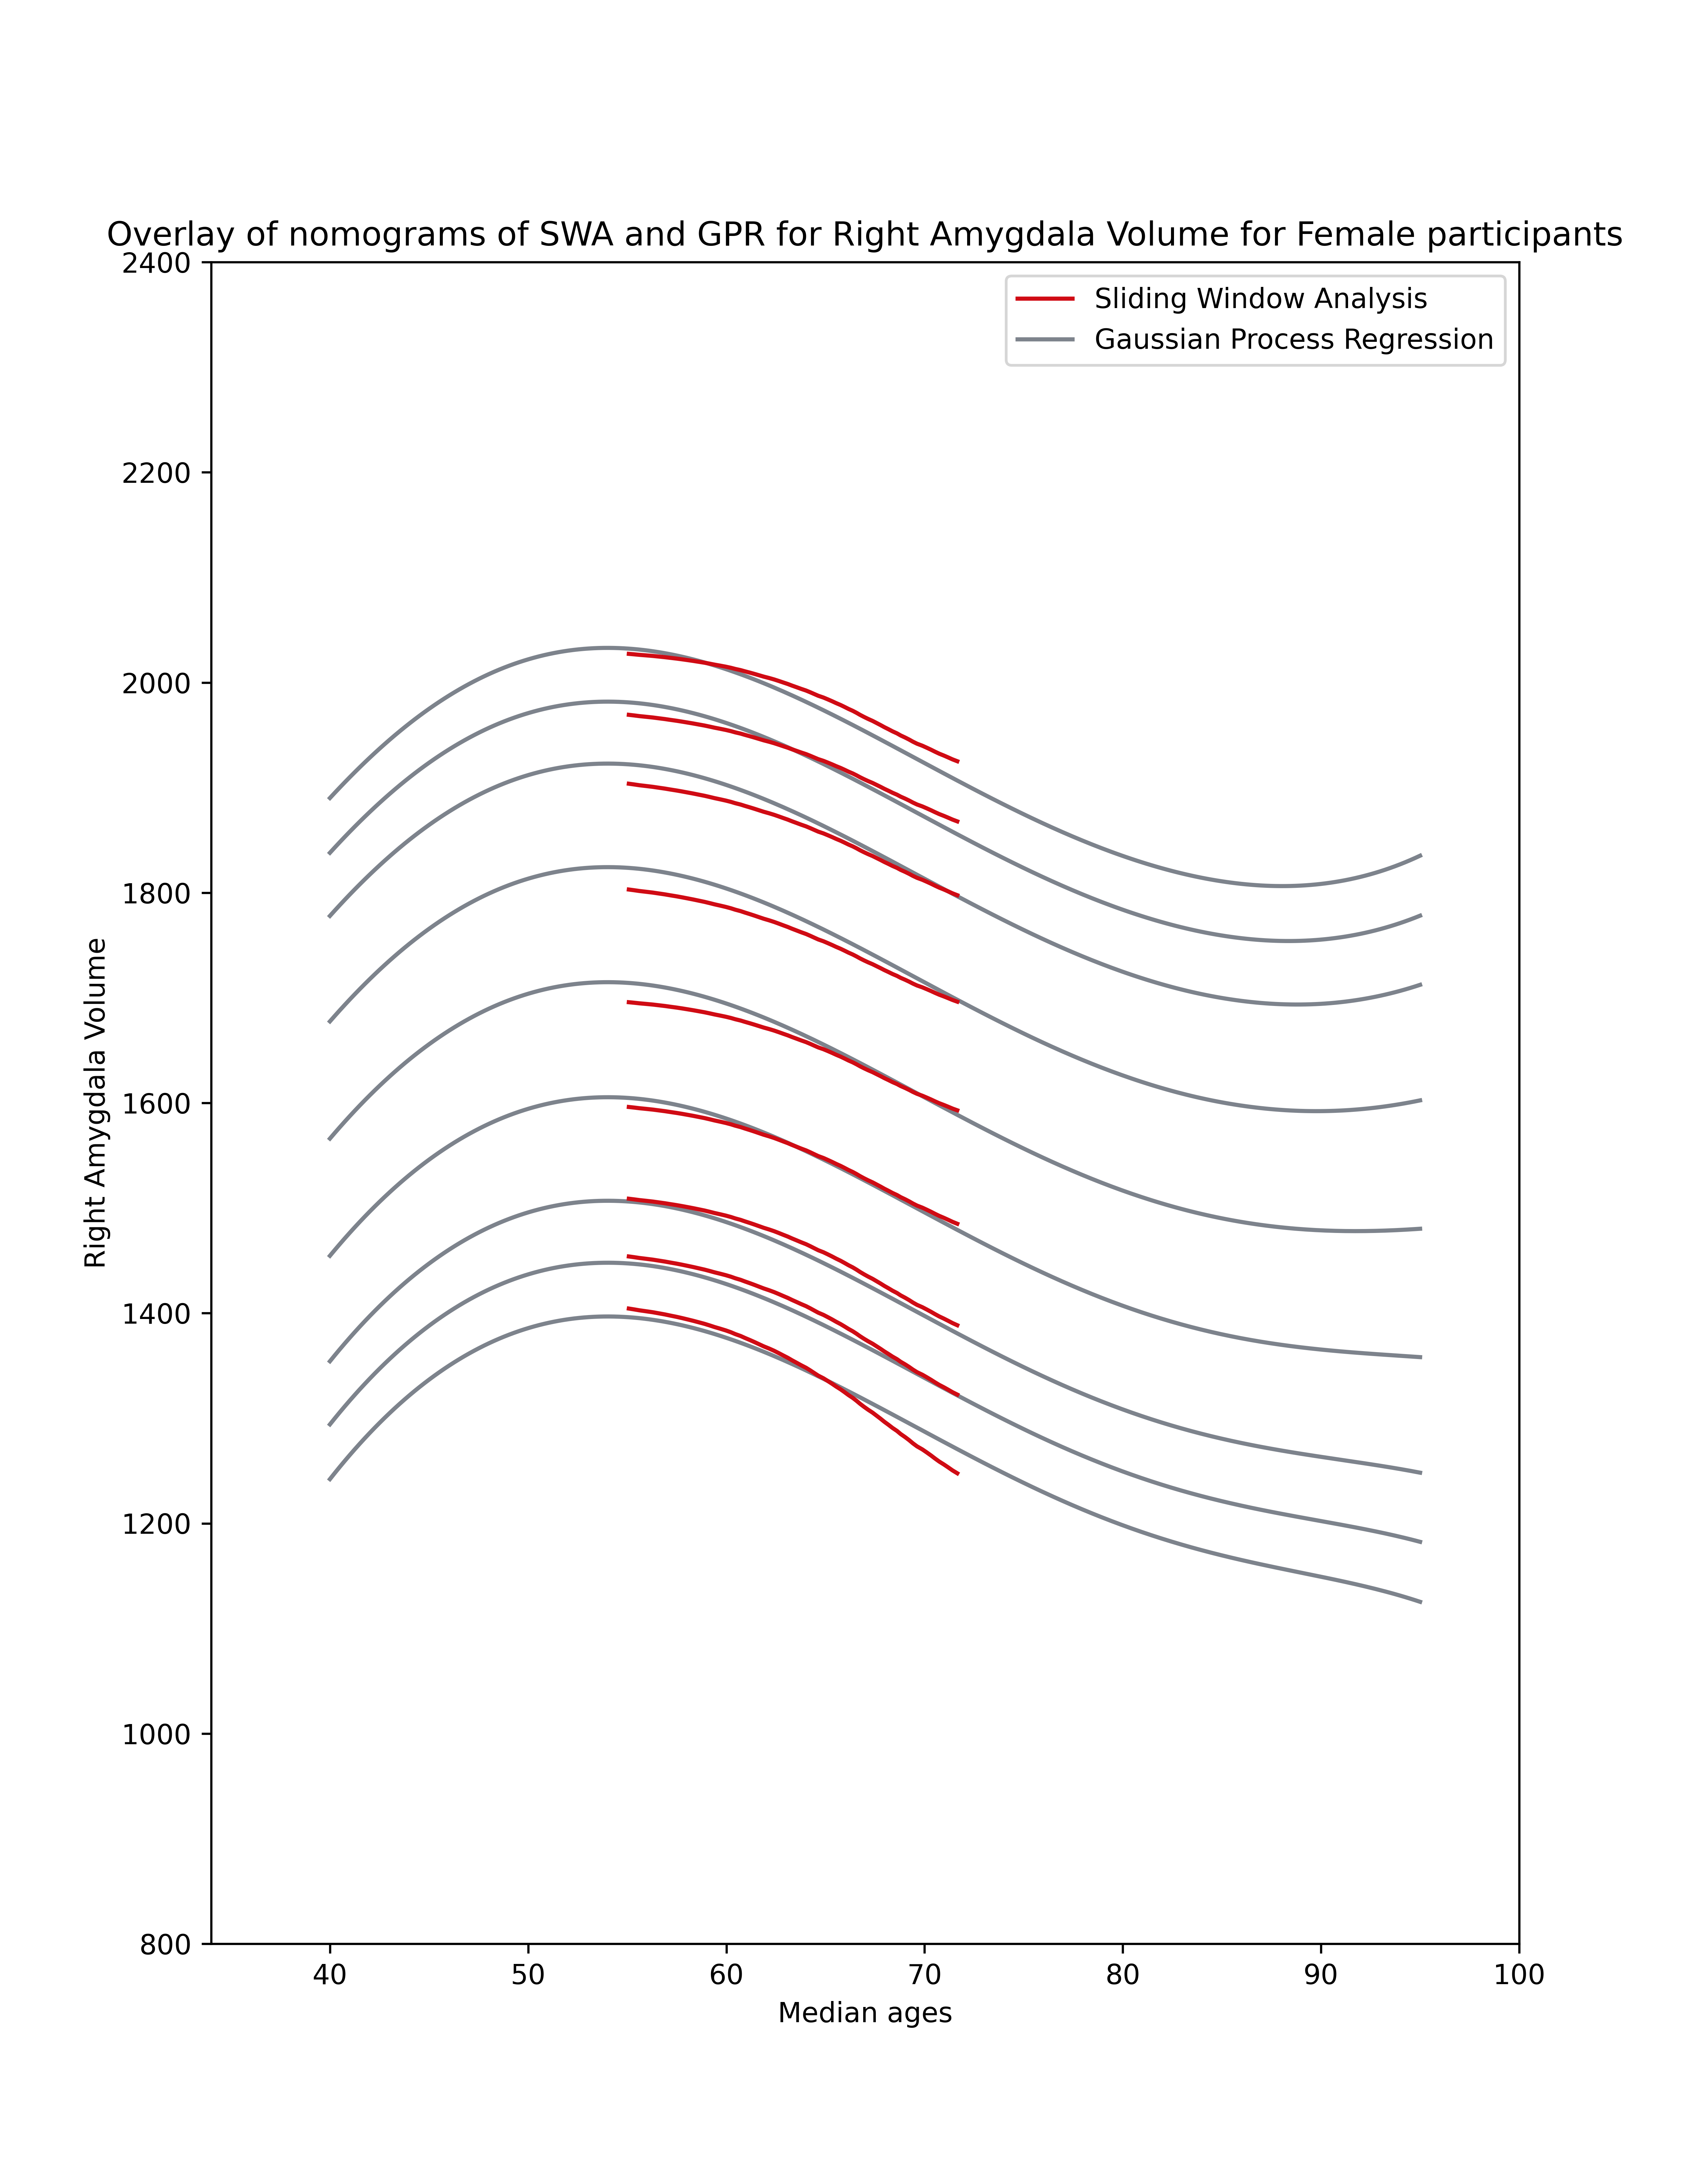 Overlay of nomograms of SWA and GPR for Right Amygdala Volume for Female participants
Sliding Window Analysis
Gaussian Process Regression
2400
2200
2000
1800
1600
1400
1200
1000
800
Right Amygdala Volume
40 50 60 70 80 90 100
Median ages